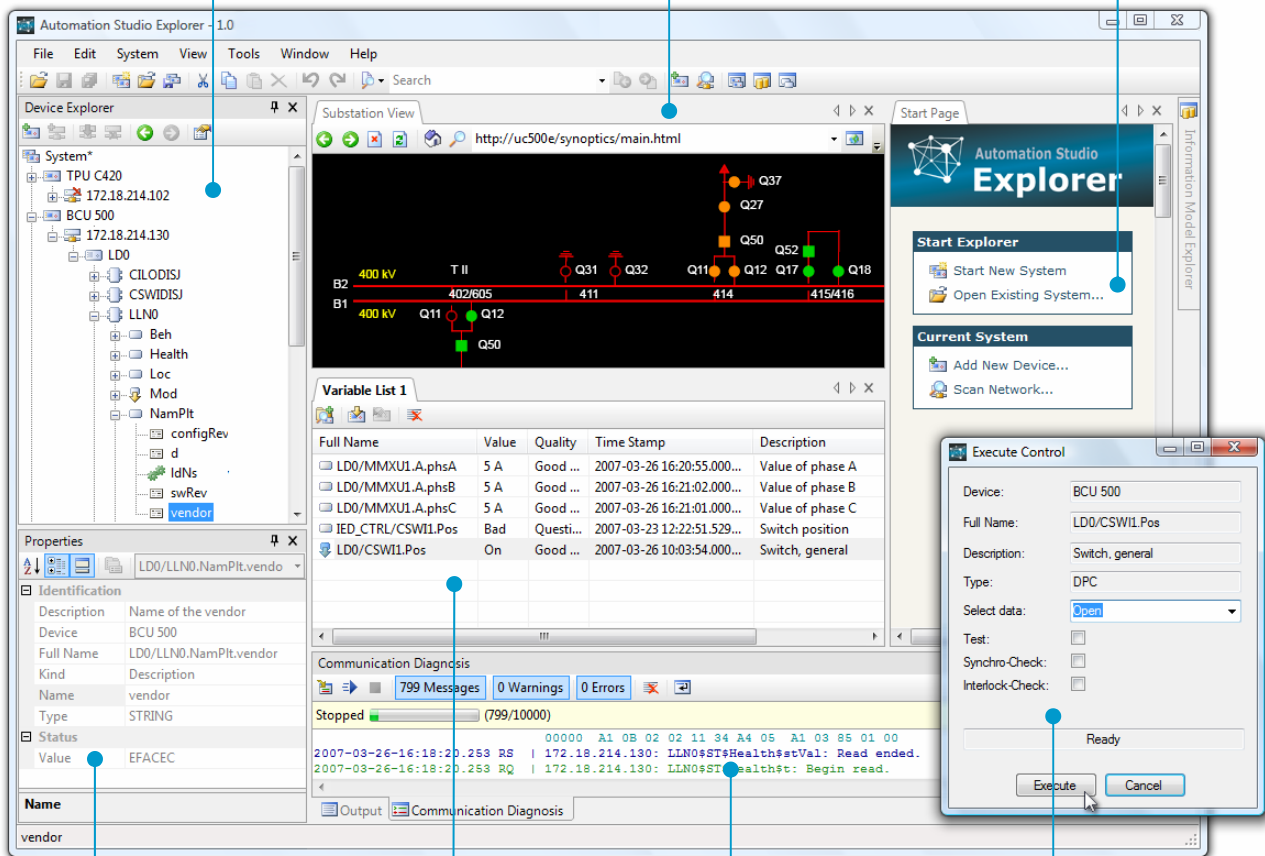 Automation Studio Explorer - 1.0
File Edit System View Tools Window Help
Search
Device Explorer
System*
TPU C420
172.18.214.102
BCU 500
172.18.214.130
LD0
CILODISJ
CSWIDISJ
LLN0
Beh
Health
Loc
Mod
NamPlt
configRev
d
ldNs
swRev
vendor
Properties
LD0/LLN0.NamPlt.vendo
Identification
Description Name of the vendor
Device BCU 500
Full Name LD0/LLN0.NamPlt.vendor
Kind Description
Name vendor
Type STRING
Status
Value EFACEC
Name
vendor
Substation View
http://uc500e/synoptics/main.html
Q37
Q27
Q50
Q52
400 kV T II Q31 Q32 Q11 Q12 Q17 Q18
B2
402/605 411 414 415/416
B1
400 kV Q11 Q12
Q50
Variable List 1
Full Name Value Quality Time Stamp Description
LD0/MMXU1.A.phsA 5 A Good ... 2007-03-26 16:20:55.000... Value of phase A
LD0/MMXU1.A.phsB 5 A Good ... 2007-03-26 16:21:02.000... Value of phase B
LD0/MMXU1.A.phsC 5 A Good ... 2007-03-26 16:21:01.000... Value of phase C
IED_CTRL/CSWI1.Pos Bad Questi... 2007-03-23 12:22:51.529... Switch position
LD0/CSWI1.Pos On Good ... 2007-03-26 10:03:54.000... Switch, general
Communication Diagnosis
799 Messages 0 Warnings 0 Errors
Stopped (799/10000)
00000 A1 0B 02 02 11 34 A4 05 A1 03 85 01 00
2007-03-26-16:18:20.253 RS | 172.18.214.130: LLN0$ST$Health$stVal: Read ended.
2007-03-26-16:18:20.253 RQ | 172.18.214.130: LLN0$ST$Health$t: Begin read.
Output Communication Diagnosis
Start Page
Automation Studio
Explorer
Start Explorer
Start New System
Open Existing System...
Current System
Add New Device...
Scan Network...
Information Model Explorer
Execute Control
Device: BCU 500
Full Name: LD0/CSWI1.Pos
Description: Switch, general
Type: DPC
Select data: Open
Test:
Synchro-Check:
Interlock-Check:
Ready
Execute Cancel